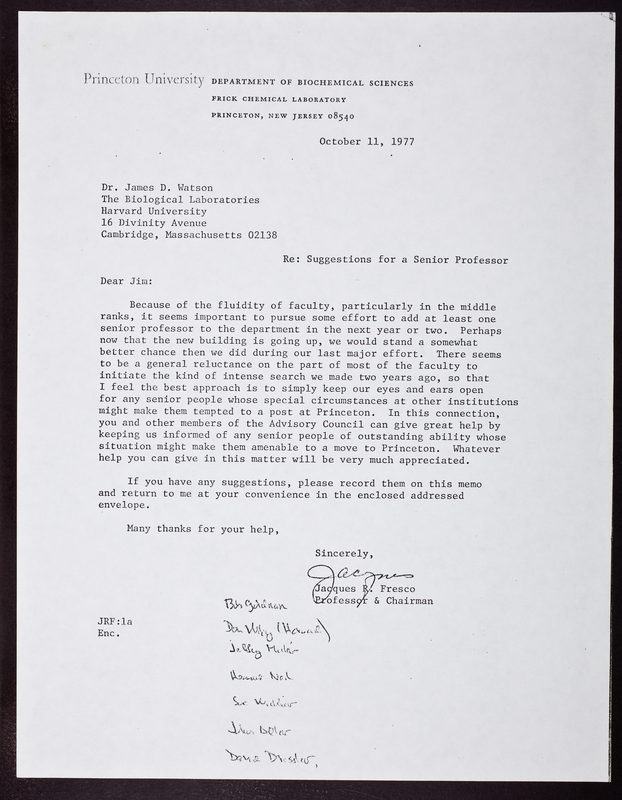 Princeton University DEPARTMENT OF BIOCHEMICAL SCIENCES
FRICK CHEMICAL LABORATORY
PRINCETON, NEW JERSEY 08540
October 11, 1977
Dr. James D. Watson
The Biological Laboratories
Harvard University
16 Divinity Avenue
Cambridge, Massachusetts 02138
Re: Suggestions for a Senior Professor
Dear Jim:
Because of the fluidity of faculty, particularly in the middle
ranks, it seems important to pursue some effort to add at least one
senior professor to the department in the next year or two. Perhaps
now that the new building is going up, we would stand a somewhat
better chance then we did during our last major effort. There seems
to be a general reluctance on the part of most of the faculty to
initiate the kind of intense search we made two years ago, so that
I feel the best approach is to simply keep our eyes and ears open
for any senior people whose special circumstances at other institutions
might make them tempted to a post at Princeton. In this connection,
you and other members of the Advisory Council can give great help by
keeping us informed of any senior people of outstanding ability whose
situation might make them amenable to a move to Princeton. Whatever
help you can give in this matter will be very much appreciated.
If you have any suggestions, please record them on this memo
and return to me at your convenience in the enclosed addressed
envelope.
Many thanks for your help,
Sincerely,
Jacques
Jacques R. Fresco
Professor & Chairman
JRF:la
Enc.
Bob Goldman
Don Wiley (Harvard)